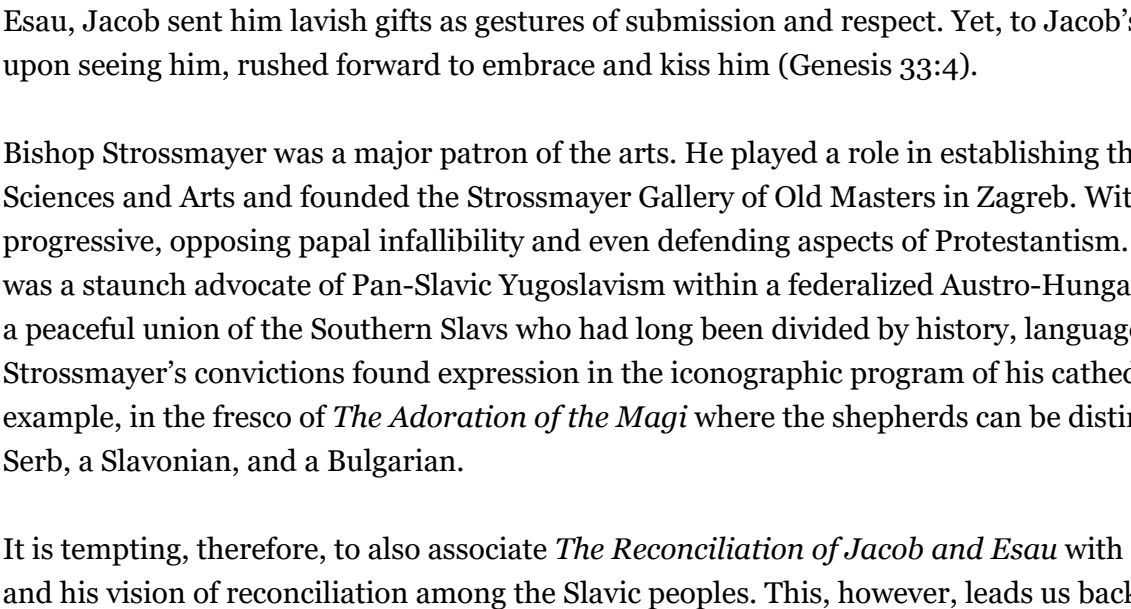 Esau, Jacob sent him lavish gifts as gestures of submission and respect. Yet, to Jacob’s
upon seeing him, rushed forward to embrace and kiss him (Genesis 33:4).
Bishop Strossmayer was a major patron of the arts. He played a role in establishing th
Sciences and Arts and founded the Strossmayer Gallery of Old Masters in Zagreb. Wit
progressive, opposing papal infallibility and even defending aspects of Protestantism.
was a staunch advocate of Pan-Slavic Yugoslavism within a federalized Austro-Hunga
a peaceful union of the Southern Slavs who had long been divided by history, language
Strossmayer’s convictions found expression in the iconographic program of his cathed
example, in the fresco of The Adoration of the Magi where the shepherds can be distin
Serb, a Slavonian, and a Bulgarian.
It is tempting, therefore, to also associate The Reconciliation of Jacob and Esau with
and his vision of reconciliation among the Slavic peoples. This, however, leads us back